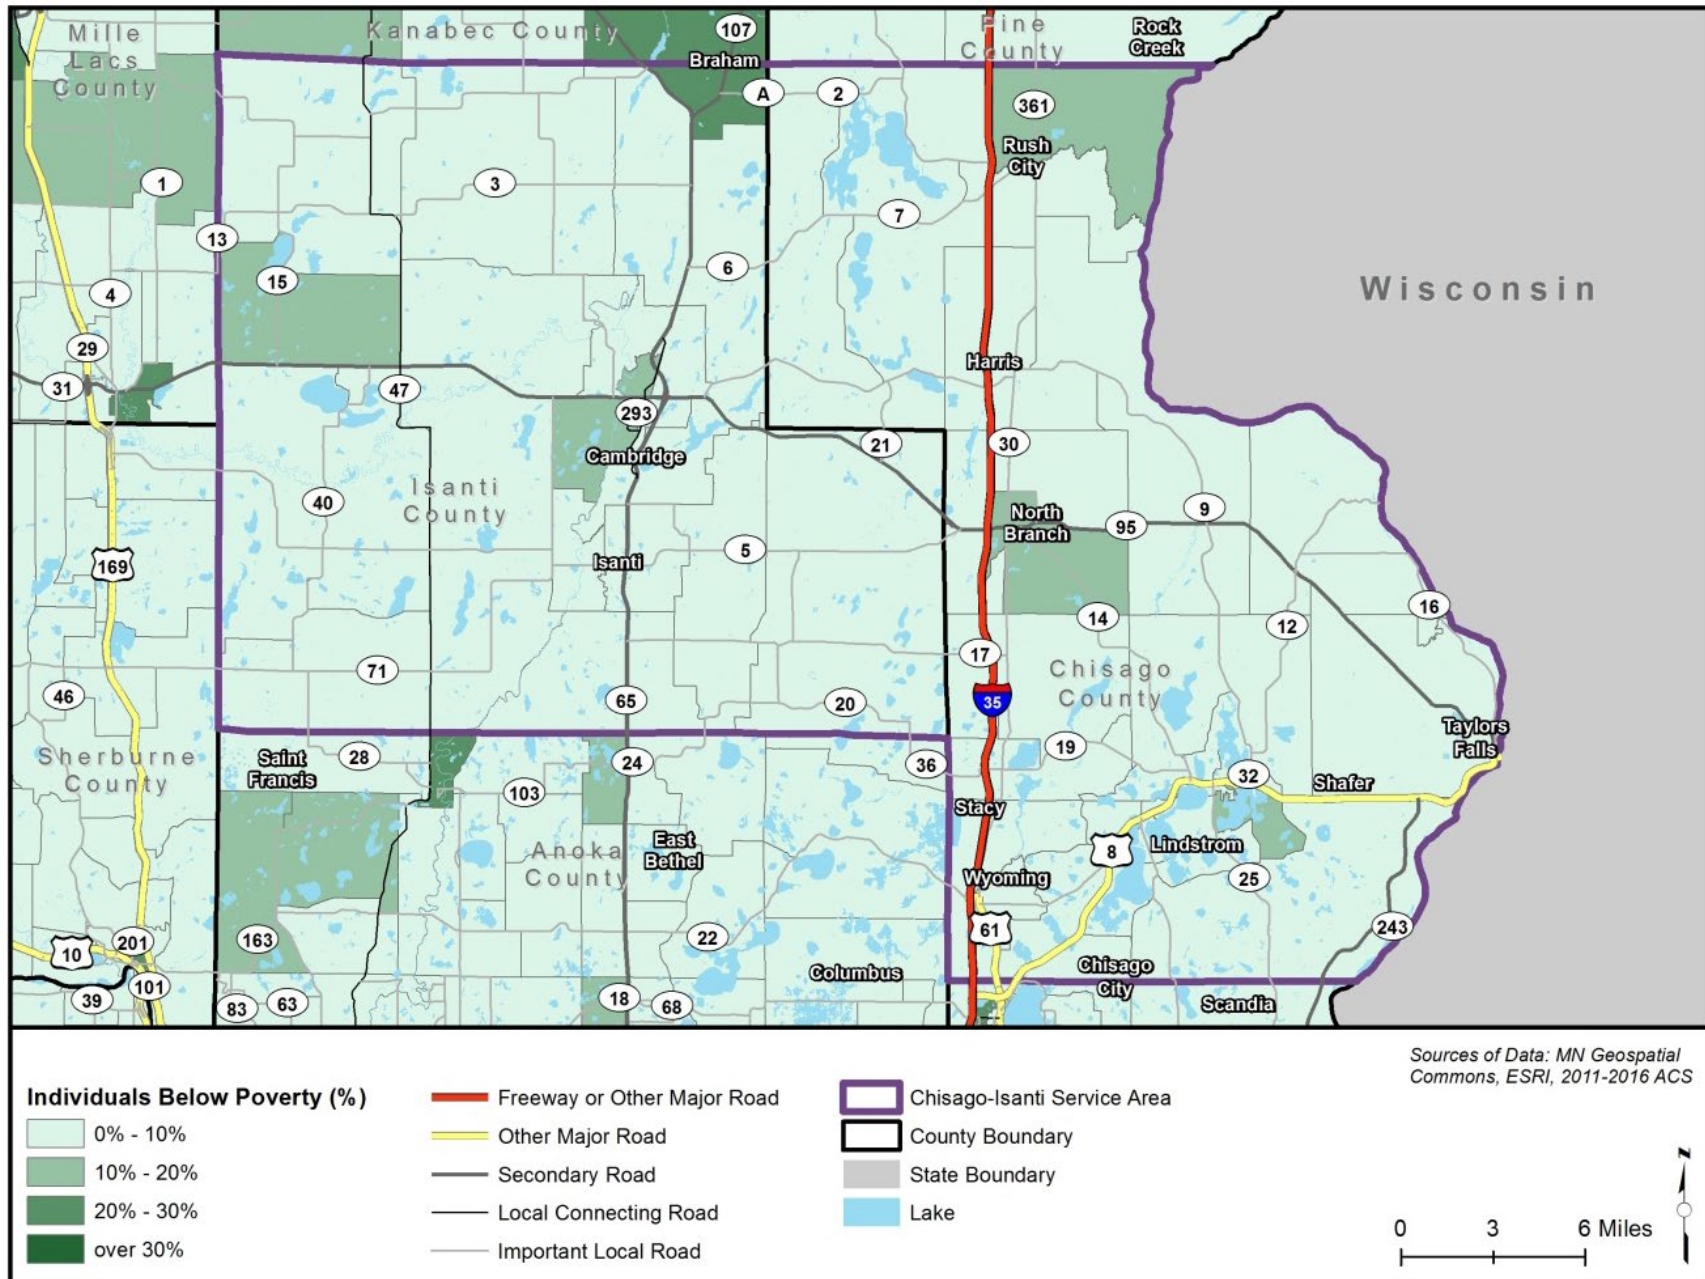 Mille
Lacs
County
Kanabec County
107
Braham
Pine
County
Rock
Creek
A
2
361
Rush
City
1
3
7
13
15
6
4
Wisconsin
29
31
47
293
Harris
Cambridge
21
30
Isanti
County
40
North
Branch
95
9
169
Isanti
5
16
14
12
71
17
Chisago
County
46
65
20
35
Taylors
Falls
Sherburne
County
Saint
Francis
28
24
36
19
32
Shafer
103
Stacy
East
Bethel
Anoka
County
8
Lindstrom
Wyoming
25
163
22
61
243
10
201
Columbus
Chisago
City
39
101
83
63
18
68
Scandia
Sources of Data: MN Geospatial
Commons, ESRI, 2011-2016 ACS
Individuals Below Poverty (%)
0% - 10%
10% - 20%
20% - 30%
over 30%
Freeway or Other Major Road
Other Major Road
Secondary Road
Local Connecting Road
Important Local Road
Chisago-Isanti Service Area
County Boundary
State Boundary
Lake
N
0 3 6 Miles